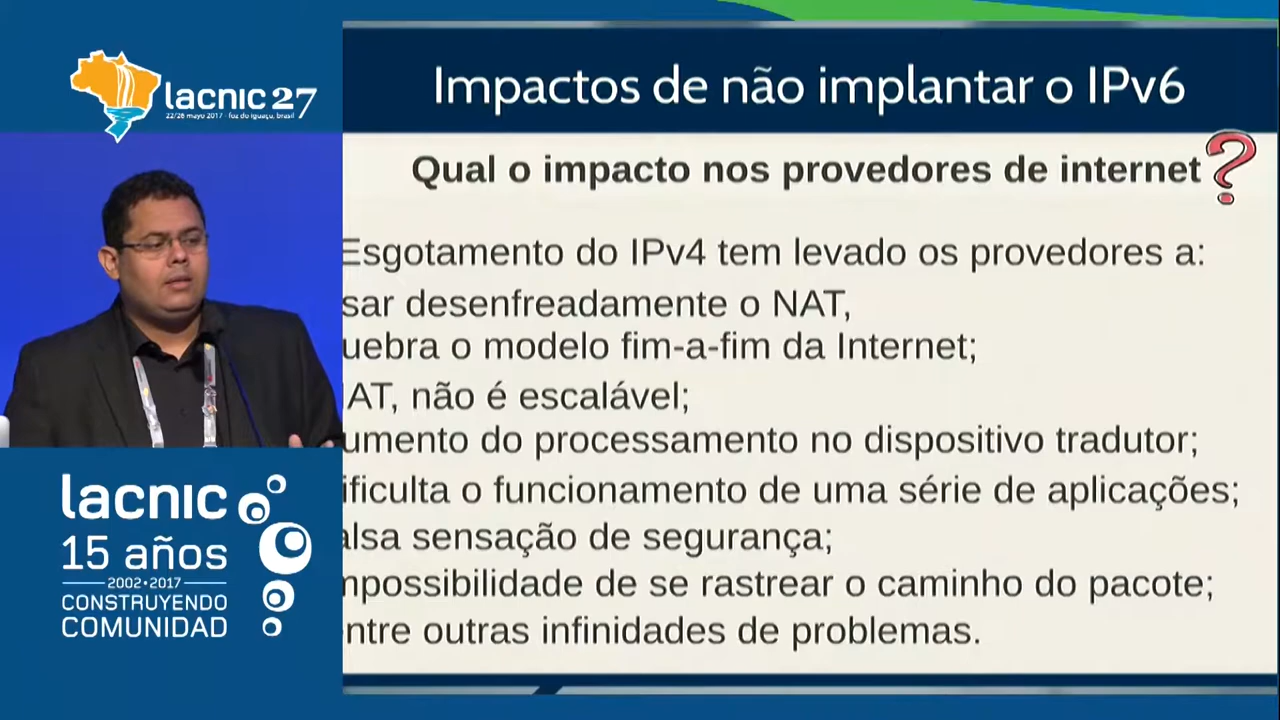 lacnic 27
22/26 mayo 2017 - foz do iguaçu, brasil
Impactos de não implantar o IPv6
Qual o impacto nos provedores de internet?
Esgotamento do IPv4 tem levado os provedores a:
sar desenfreadamente o NAT,
uebra o modelo fim-a-fim da Internet;
AT, não é escalável;
umento do processamento no dispositivo tradutor;
ificulta o funcionamento de uma série de aplicações;
alsa sensação de segurança;
mpossibilidade de se rastrear o caminho do pacote;
ntre outras infinidades de problemas.
lacnic
15 años
2002•2017
CONSTRUYENDO
COMUNIDAD